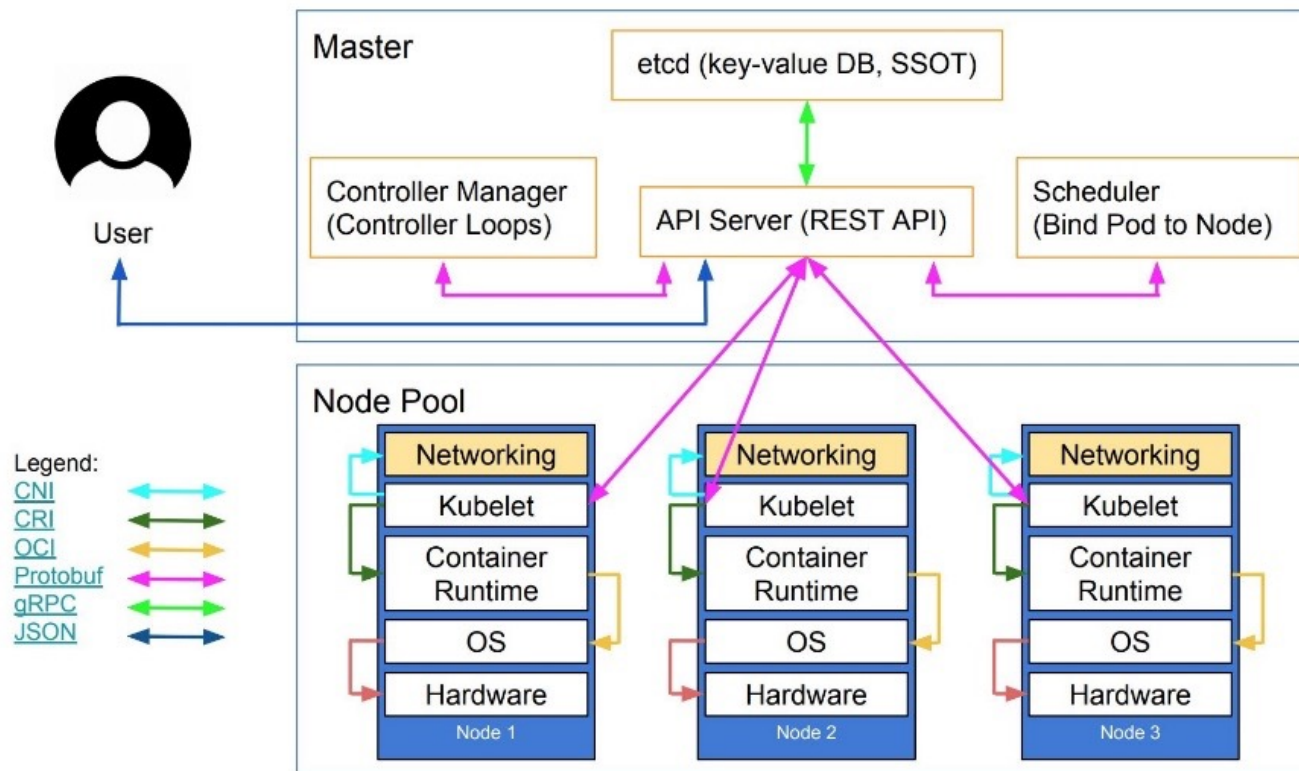 Master
etcd (key-value DB, SSOT)
Controller Manager
(Controller Loops)
API Server (REST API)
Scheduler
(Bind Pod to Node)
User
Node Pool
Networking
Kubelet
Container
Runtime
OS
Hardware
Node 1
Networking
Kubelet
Container
Runtime
OS
Hardware
Node 2
Networking
Kubelet
Container
Runtime
OS
Hardware
Node 3
Legend:
CNI
CRI
OCI
Protobuf
gRPC
JSON